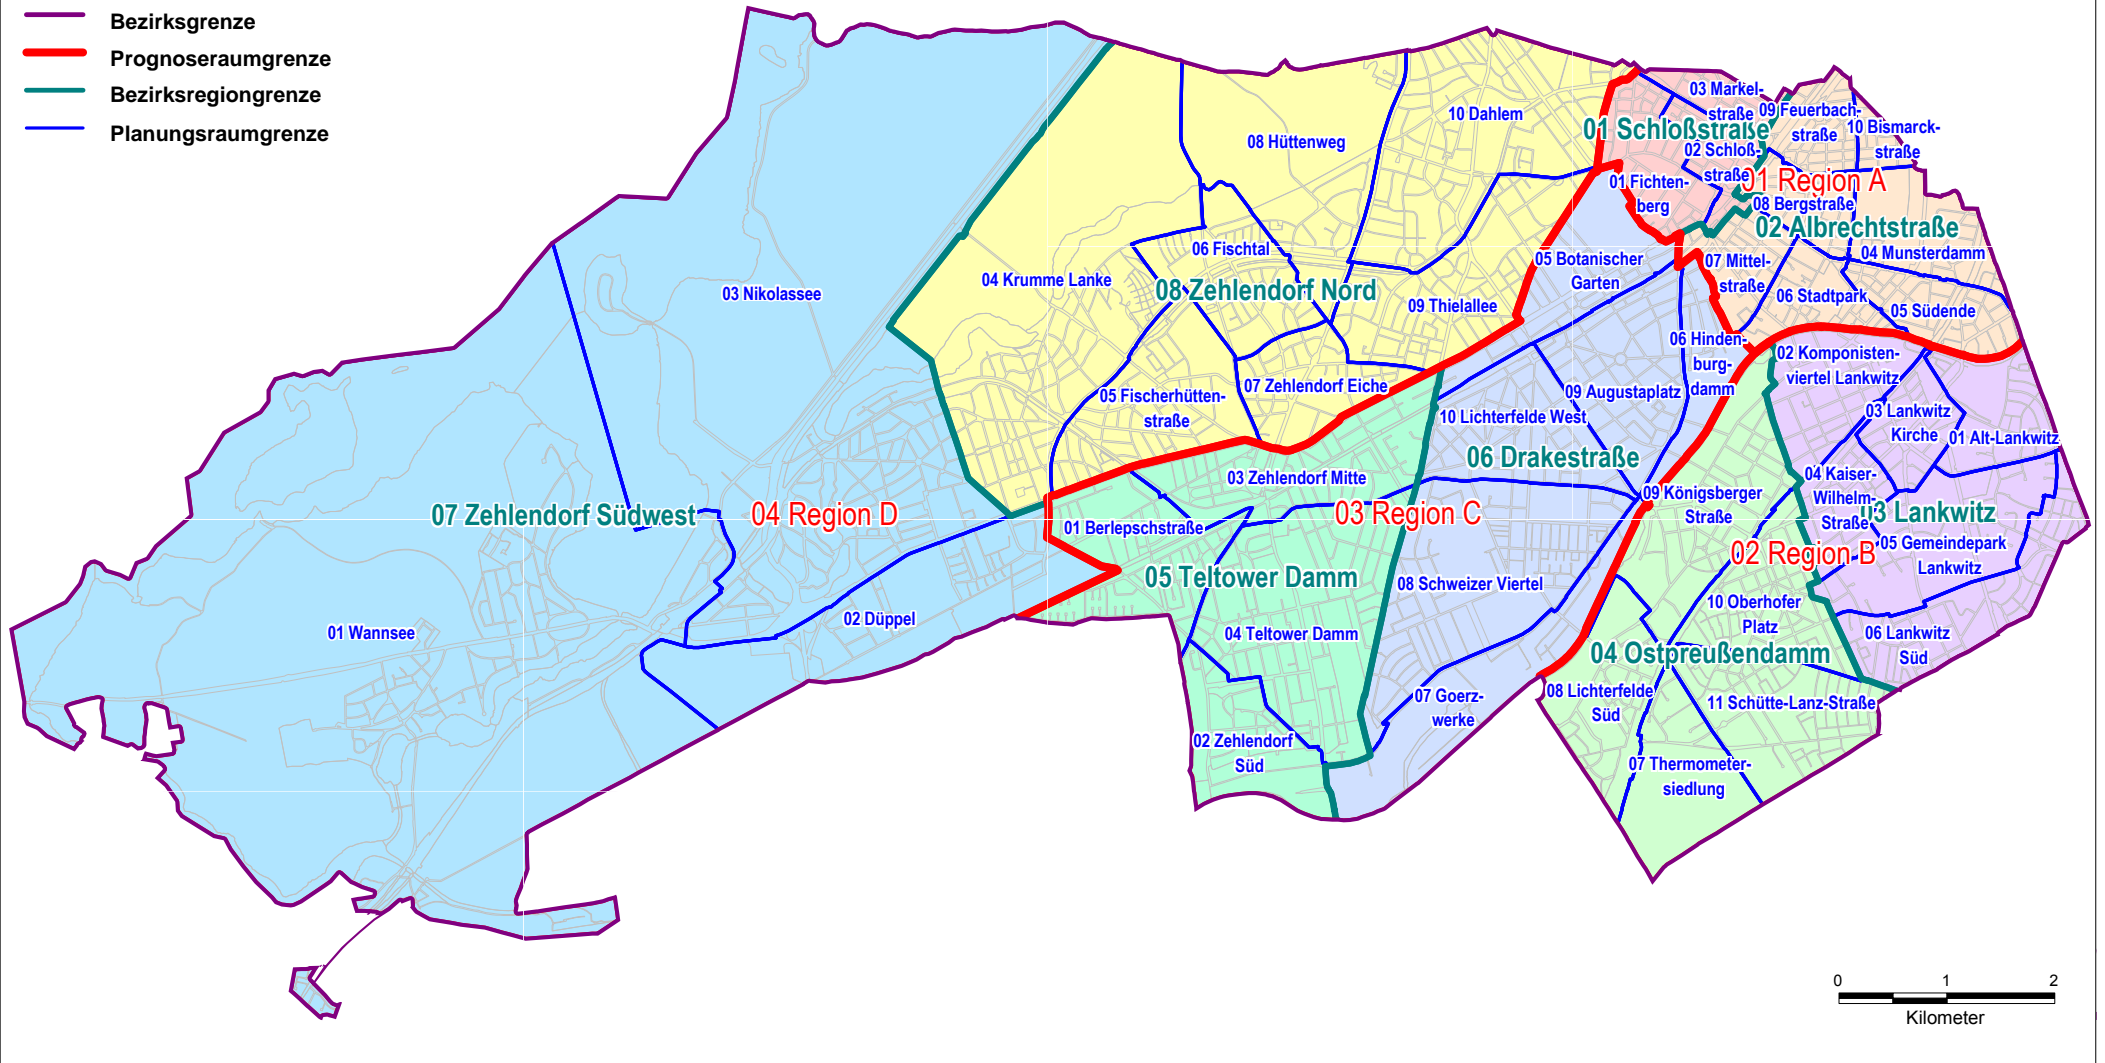 Bezirksgrenze
Prognoseraumgrenze
Bezirksregiongrenze
Planungsraumgrenze
03 Markel-
straße
09 Feuerbach-
straße
10 Bismarck-
straße
10 Dahlem
01 Schloßstraße
08 Hüttenweg
02 Schloß-
straße
01 Fichten-
berg
01 Region A
08 Bergstraße
02 Albrechtstraße
06 Fischtal
04 Munsterdamm
05 Botanischer
Garten
07 Mittel-
straße
04 Krumme Lanke
08 Zehlendorf Nord
03 Nikolassee
06 Stadtpark
09 Thielallee
05 Südende
06 Hinden-
burg-
damm
02 Komponisten-
viertel Lankwitz
07 Zehlendorf Eiche
05 Fischerhütten-
straße
09 Augustaplatz
10 Lichterfelde West
03 Lankwitz
Kirche
01 Alt-Lankwitz
06 Drakestraße
03 Zehlendorf Mitte
04 Kaiser-
Wilhelm-
Straße
09 Königsberger
Straße
07 Zehlendorf Südwest
04 Region D
03 Region C
03 Lankwitz
01 Berlepschstraße
05 Gemeindepark
Lankwitz
02 Region B
05 Teltower Damm
08 Schweizer Viertel
10 Oberhofer
Platz
02 Düppel
01 Wannsee
04 Teltower Damm
06 Lankwitz
Süd
04 Ostpreußendamm
08 Lichterfelde
Süd
07 Goerz-
werke
11 Schütte-Lanz-Straße
02 Zehlendorf
Süd
07 Thermometer-
siedlung
0 1 2
Kilometer